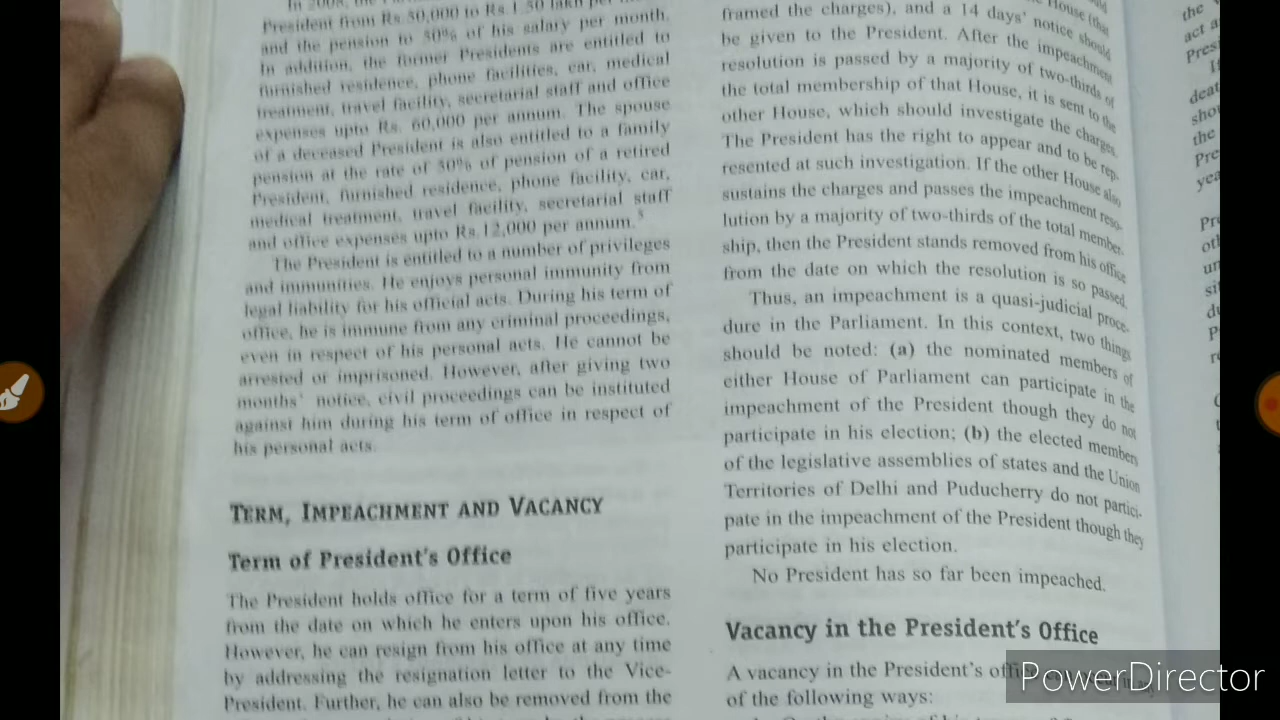 In 2008, the
President from Rs.50,000 to Rs.1.50 lakh per
and the pension to 50% of his salary per month.
In addition, the former Presidents are entitled to
furnished residence, phone facilities, car, medical
treatment, travel facility, secretarial staff and office
expenses upto Rs. 60,000 per annum. The spouse
of a deceased President is also entitled to a family
pension at the rate of 50% of pension of a retired
President, furnished residence, phone facility, car,
medical treatment, travel facility, secretarial staff
and office expenses upto Rs.12,000 per annum.5
The President is entitled to a number of privileges
and immunities. He enjoys personal immunity from
legal liability for his official acts. During his term of
office, he is immune from any criminal proceedings,
even in respect of his personal acts. He cannot be
arrested or imprisoned. However, after giving two
months' notice, civil proceedings can be instituted
against him during his term of office in respect of
his personal acts.
TERM, IMPEACHMENT AND VACANCY
Term of President's Office
The President holds office for a term of five years
from the date on which he enters upon his office.
However, he can resign from his office at any time
by addressing the resignation letter to the Vice-
President. Further, he can also be removed from the
House (that
framed the charges), and a 14 days' notice should
be given to the President. After the impeachment
resolution is passed by a majority of two-thirds of
the total membership of that House, it is sent to the
other House, which should investigate the charges.
The President has the right to appear and to be rep-
resented at such investigation. If the other House also
sustains the charges and passes the impeachment reso-
lution by a majority of two-thirds of the total member-
ship, then the President stands removed from his office
from the date on which the resolution is so passed.
Thus, an impeachment is a quasi-judicial proce-
dure in the Parliament. In this context, two things
should be noted: (a) the nominated members of
either House of Parliament can participate in the
impeachment of the President though they do not
participate in his election; (b) the elected members
of the legislative assemblies of states and the Union
Territories of Delhi and Puducherry do not partici-
pate in the impeachment of the President though they
participate in his election.
No President has so far been impeached.
Vacancy in the President's Office
A vacancy in the President's
of the following ways:
the
act
PowerDirector